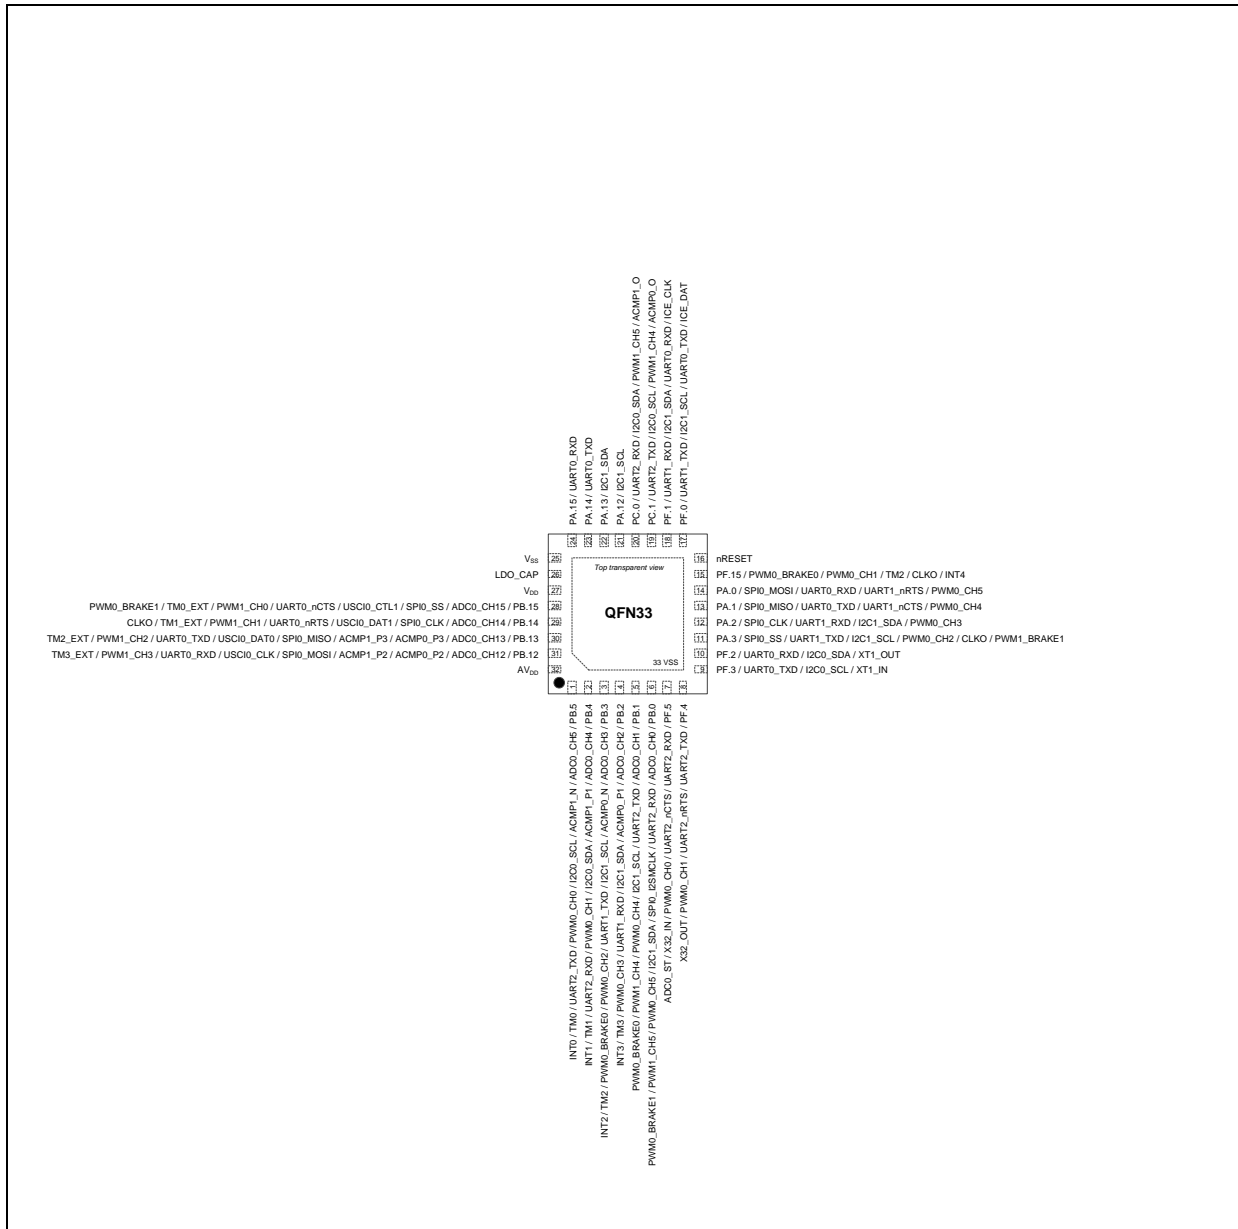 PA.15 / UART0_RXD
PA.14 / UART0_TXD
PA.13 / I2C1_SDA
PA.12 / I2C1_SCL
PC.0 / UART2_RXD / I2C0_SDA / PWM1_CH5 / ACMP1_O
PC.1 / UART2_TXD / I2C0_SCL / PWM1_CH4 / ACMP0_O
PF.1 / UART1_RXD / I2C1_SDA / UART0_RXD / ICE_CLK
PF.0 / UART1_TXD / I2C1_SCL / UART0_TXD / ICE_DAT
24 23 22 21 20 19 18 17
VSS 25
LDO_CAP 26
VDD 27
PWM0_BRAKE1 / TM0_EXT / PWM1_CH0 / UART0_nCTS / USCI0_CTL1 / SPI0_SS / ADC0_CH15 / PB.15 28
CLKO / TM1_EXT / PWM1_CH1 / UART0_nRTS / USCI0_DAT1 / SPI0_CLK / ADC0_CH14 / PB.14 29
TM2_EXT / PWM1_CH2 / UART0_TXD / USCI0_DAT0 / SPI0_MISO / ACMP1_P3 / ACMP0_P3 / ADC0_CH13 / PB.13 30
TM3_EXT / PWM1_CH3 / UART0_RXD / USCI0_CLK / SPI0_MOSI / ACMP1_P2 / ACMP0_P2 / ADC0_CH12 / PB.12 31
AVDD 32
Top transparent view
QFN33
33 VSS
16 nRESET
15 PF.15 / PWM0_BRAKE0 / PWM0_CH1 / TM2 / CLKO / INT4
14 PA.0 / SPI0_MOSI / UART0_RXD / UART1_nRTS / PWM0_CH5
13 PA.1 / SPI0_MISO / UART0_TXD / UART1_nCTS / PWM0_CH4
12 PA.2 / SPI0_CLK / UART1_RXD / I2C1_SDA / PWM0_CH3
11 PA.3 / SPI0_SS / UART1_TXD / I2C1_SCL / PWM0_CH2 / CLKO / PWM1_BRAKE1
10 PF.2 / UART0_RXD / I2C0_SDA / XT1_OUT
9 PF.3 / UART0_TXD / I2C0_SCL / XT1_IN
1 2 3 4 5 6 7 8
INT0 / TM0 / UART2_TXD / PWM0_CH0 / I2C0_SCL / ACMP1_N / ADC0_CH5 / PB.5
INT1 / TM1 / UART2_RXD / PWM0_CH1 / I2C0_SDA / ACMP1_P1 / ADC0_CH4 / PB.4
INT2 / TM2 / PWM0_BRAKE0 / PWM0_CH2 / UART1_TXD / I2C1_SCL / ACMP0_N / ADC0_CH3 / PB.3
INT3 / TM3 / PWM0_CH3 / UART1_RXD / I2C1_SDA / ACMP0_P1 / ADC0_CH2 / PB.2
PWM0_BRAKE0 / PWM1_CH4 / PWM0_CH4 / I2C1_SCL / UART2_TXD / ADC0_CH1 / PB.1
PWM0_BRAKE1 / PWM1_CH5 / PWM0_CH5 / I2C1_SDA / SPI0_I2SMCLK / UART2_RXD / ADC0_CH0 / PB.0
ADC0_ST / X32_IN / PWM0_CH0 / UART2_nCTS / UART2_RXD / PF.5
X32_OUT / PWM0_CH1 / UART2_nRTS / UART2_TXD / PF.4